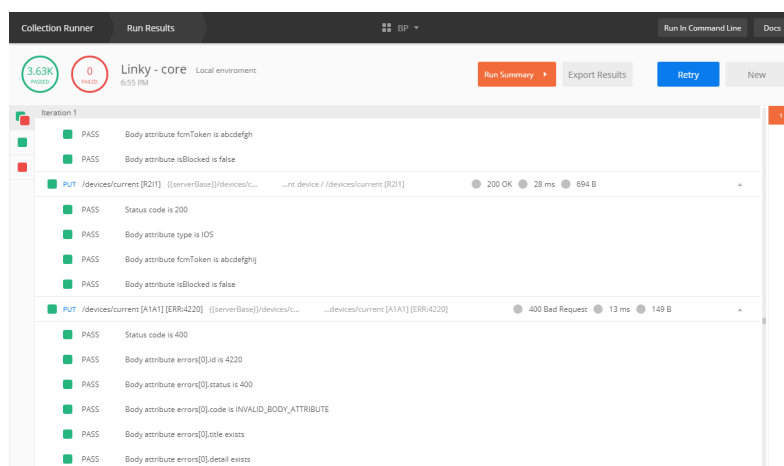 Collection Runner Run Results BP Run In Command Line Docs
3.63K PASSED 0 FAILED Linky - core Local enviroment Run Summary Export Results Retry New
6:55 PM
Iteration 1
1
PASS Body attribute fcmToken is abcdefgh
PASS Body attribute isBlocked is false
PUT /devices/current [R2I1] {{serverBase}}/devices/c... ...nt device / /devices/current [R2I1] 200 OK 28 ms 694 B
PASS Status code is 200
PASS Body attribute type is IOS
PASS Body attribute fcmToken is abcdefghij
PASS Body attribute isBlocked is false
PUT /devices/current [A1A1] [ERR:4220] {{serverBase}}/devices/c... ...devices/current [A1A1] [ERR:4220] 400 Bad Request 13 ms 149 B
PASS Status code is 400
PASS Body attribute errors[0].id is 4220
PASS Body attribute errors[0].status is 400
PASS Body attribute errors[0].code is INVALID_BODY_ATTRIBUTE
PASS Body attribute errors[0].title exists
PASS Body attribute errors[0].detail exists